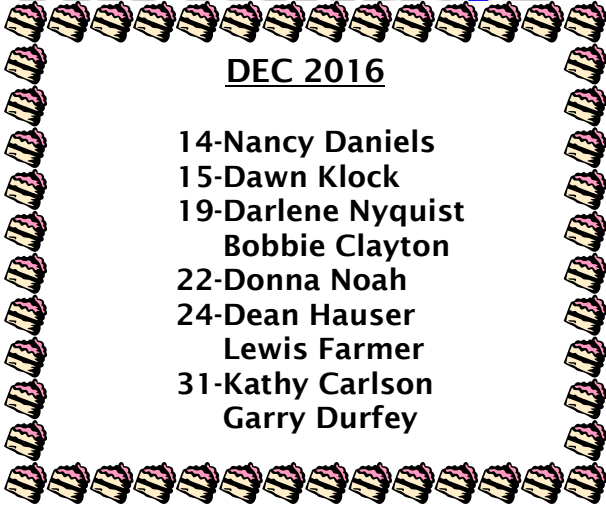 DEC 2016
14-Nancy Daniels
15-Dawn Klock
19-Darlene Nyquist
Bobbie Clayton
22-Donna Noah
24-Dean Hauser
Lewis Farmer
31-Kathy Carlson
Garry Durfey